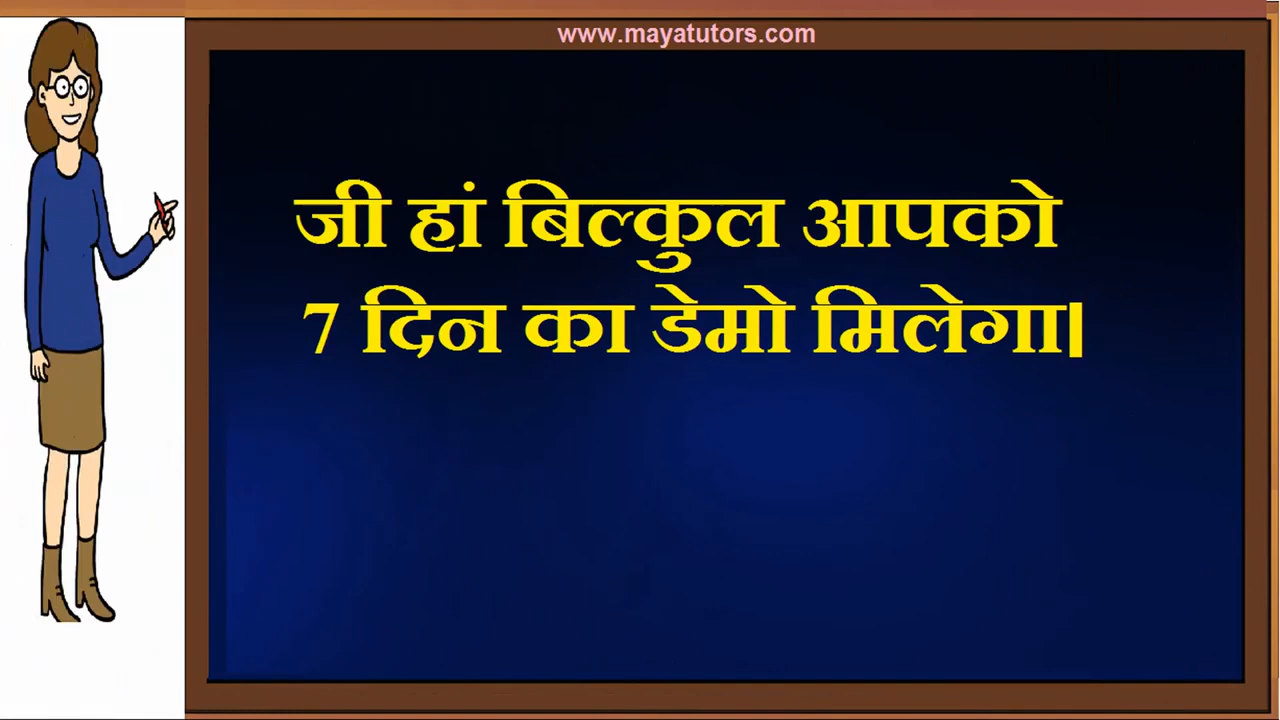 www.mayatutors.com
जी हां बिल्कुल आपको
7 दिन का डेमो मिलेगा।